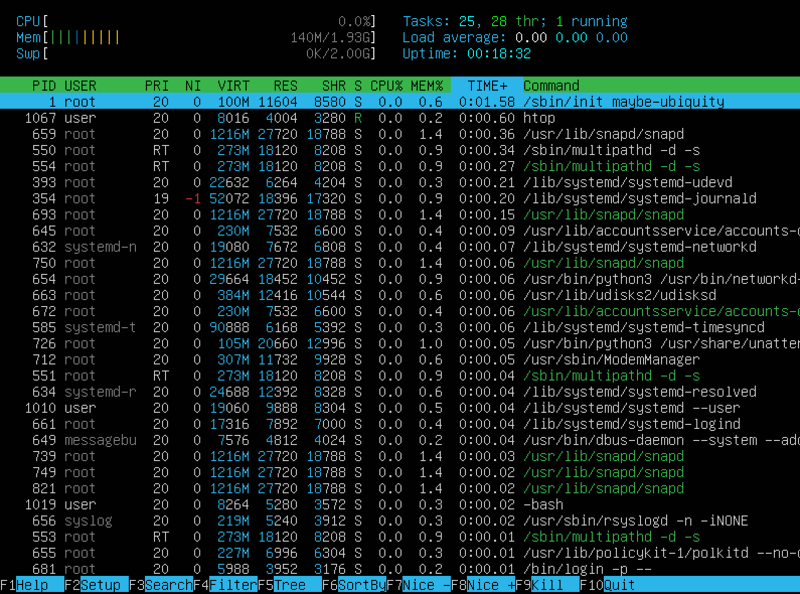 CPU[ 0.0%] Tasks: 25, 28 thr; 1 running
Mem[||||||||| 140M/1.93G] Load average: 0.00 0.00 0.00
Swp[ 0K/2.00G] Uptime: 00:18:32
PID USER PRI NI VIRT RES SHR S CPU% MEM% TIME+ Command
1 root 20 0 100M 11604 8580 S 0.0 0.6 0:01.58 /sbin/init maybe-ubiquity
1067 user 20 0 8016 4004 3280 R 0.0 0.2 0:00.60 htop
659 root 20 0 1216M 27720 18788 S 0.0 1.4 0:00.36 /usr/lib/snapd/snapd
550 root RT 0 273M 18120 8208 S 0.0 0.9 0:00.34 /sbin/multipathd -d -s
554 root RT 0 273M 18120 8208 S 0.0 0.9 0:00.27 /sbin/multipathd -d -s
393 root 20 0 22632 6264 4204 S 0.0 0.3 0:00.21 /lib/systemd/systemd-udevd
354 root 19 -1 52072 18396 17320 S 0.0 0.9 0:00.20 /lib/systemd/systemd-journald
693 root 20 0 1216M 27720 18788 S 0.0 1.4 0:00.15 /usr/lib/snapd/snapd
645 root 20 0 230M 7532 6600 S 0.0 0.4 0:00.09 /usr/lib/accountsservice/accounts-d
632 systemd-n 20 0 19080 7672 6808 S 0.0 0.4 0:00.07 /lib/systemd/systemd-networkd
750 root 20 0 1216M 27720 18788 S 0.0 1.4 0:00.06 /usr/lib/snapd/snapd
654 root 20 0 29664 18452 10452 S 0.0 0.9 0:00.06 /usr/bin/python3 /usr/bin/networkd-
663 root 20 0 384M 12416 10544 S 0.0 0.6 0:00.06 /usr/lib/udisks2/udisksd
672 root 20 0 230M 7532 6600 S 0.0 0.4 0:00.06 /usr/lib/accountsservice/accounts-d
585 systemd-t 20 0 90888 6168 5392 S 0.0 0.3 0:00.06 /lib/systemd/systemd-timesyncd
726 root 20 0 105M 20660 12996 S 0.0 1.0 0:00.05 /usr/bin/python3 /usr/share/unatten
712 root 20 0 307M 11732 9928 S 0.0 0.6 0:00.05 /usr/sbin/ModemManager
551 root RT 0 273M 18120 8208 S 0.0 0.9 0:00.04 /sbin/multipathd -d -s
634 systemd-r 20 0 24688 12392 8328 S 0.0 0.6 0:00.04 /lib/systemd/systemd-resolved
1010 user 20 0 19060 9888 8304 S 0.0 0.5 0:00.04 /lib/systemd/systemd --user
661 root 20 0 17316 7892 7000 S 0.0 0.4 0:00.04 /lib/systemd/systemd-logind
649 messagebu 20 0 7576 4812 4024 S 0.0 0.2 0:00.04 /usr/bin/dbus-daemon --system --add
739 root 20 0 1216M 27720 18788 S 0.0 1.4 0:00.03 /usr/lib/snapd/snapd
749 root 20 0 1216M 27720 18788 S 0.0 1.4 0:00.02 /usr/lib/snapd/snapd
821 root 20 0 1216M 27720 18788 S 0.0 1.4 0:00.02 /usr/lib/snapd/snapd
1019 user 20 0 8264 5280 3572 S 0.0 0.3 0:00.02 -bash
656 syslog 20 0 219M 5240 3912 S 0.0 0.3 0:00.02 /usr/sbin/rsyslogd -n -iNONE
553 root RT 0 273M 18120 8208 S 0.0 0.9 0:00.02 /sbin/multipathd -d -s
655 root 20 0 227M 6996 6304 S 0.0 0.3 0:00.02 /usr/lib/policykit-1/polkitd --no-d
681 root 20 0 5988 3952 3176 S 0.0 0.2 0:00.01 /bin/login -p --
F1Help F2Setup F3SearchF4FilterF5Tree F6SortByF7Nice -F8Nice +F9Kill F10Quit